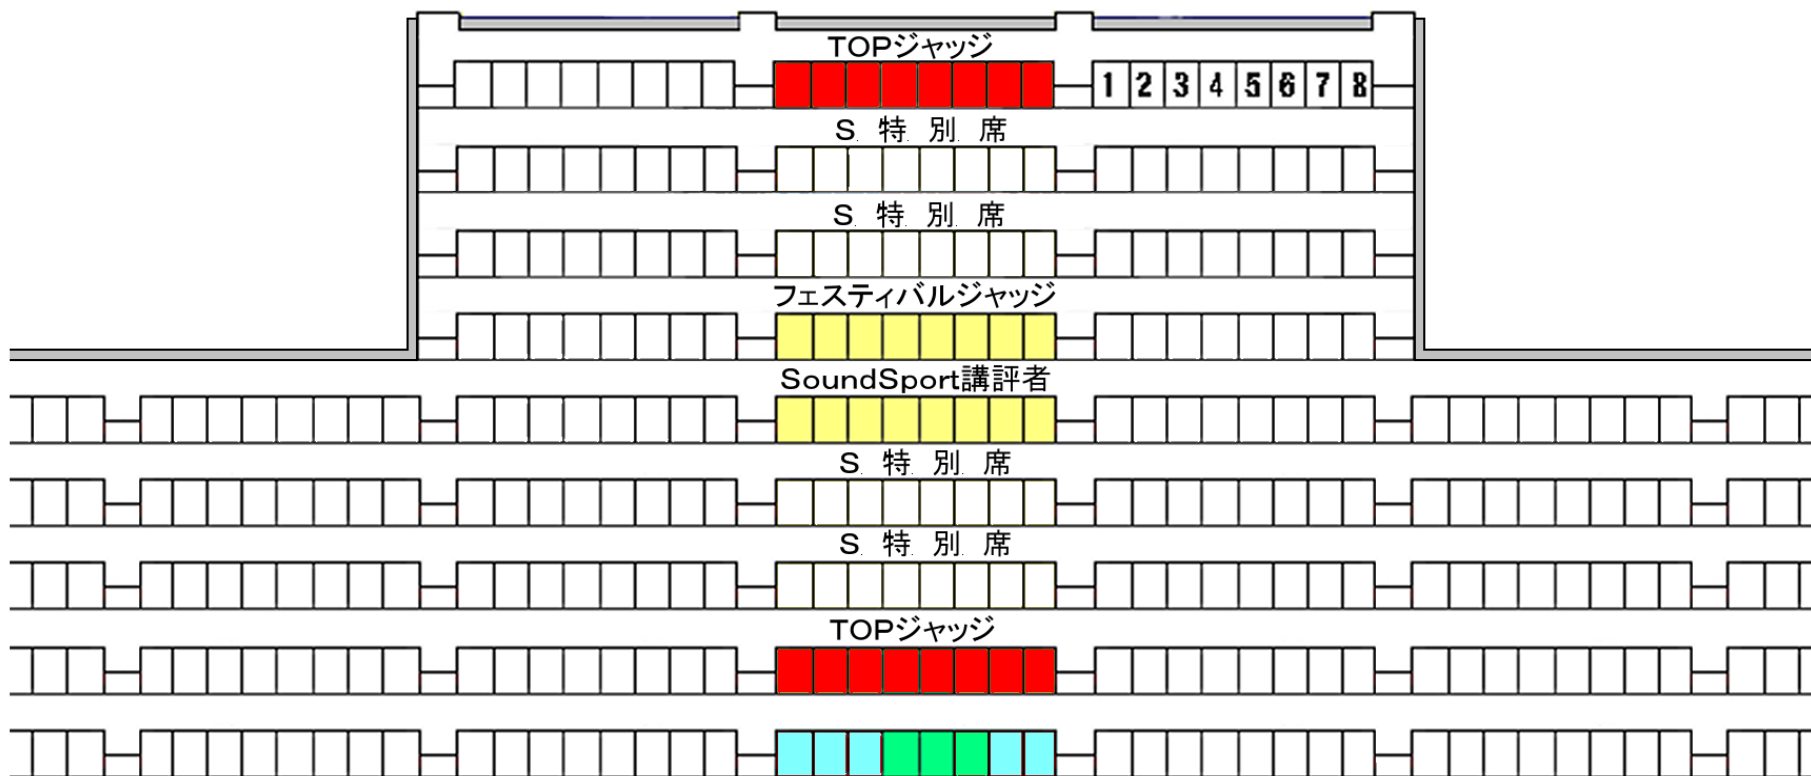 TOPジャッジ
1 2 3 4 5 6 7 8
S 特 別 席
S 特 別 席
フェスティバルジャッジ
SoundSport講評者
S 特 別 席
S 特 別 席
TOPジャッジ